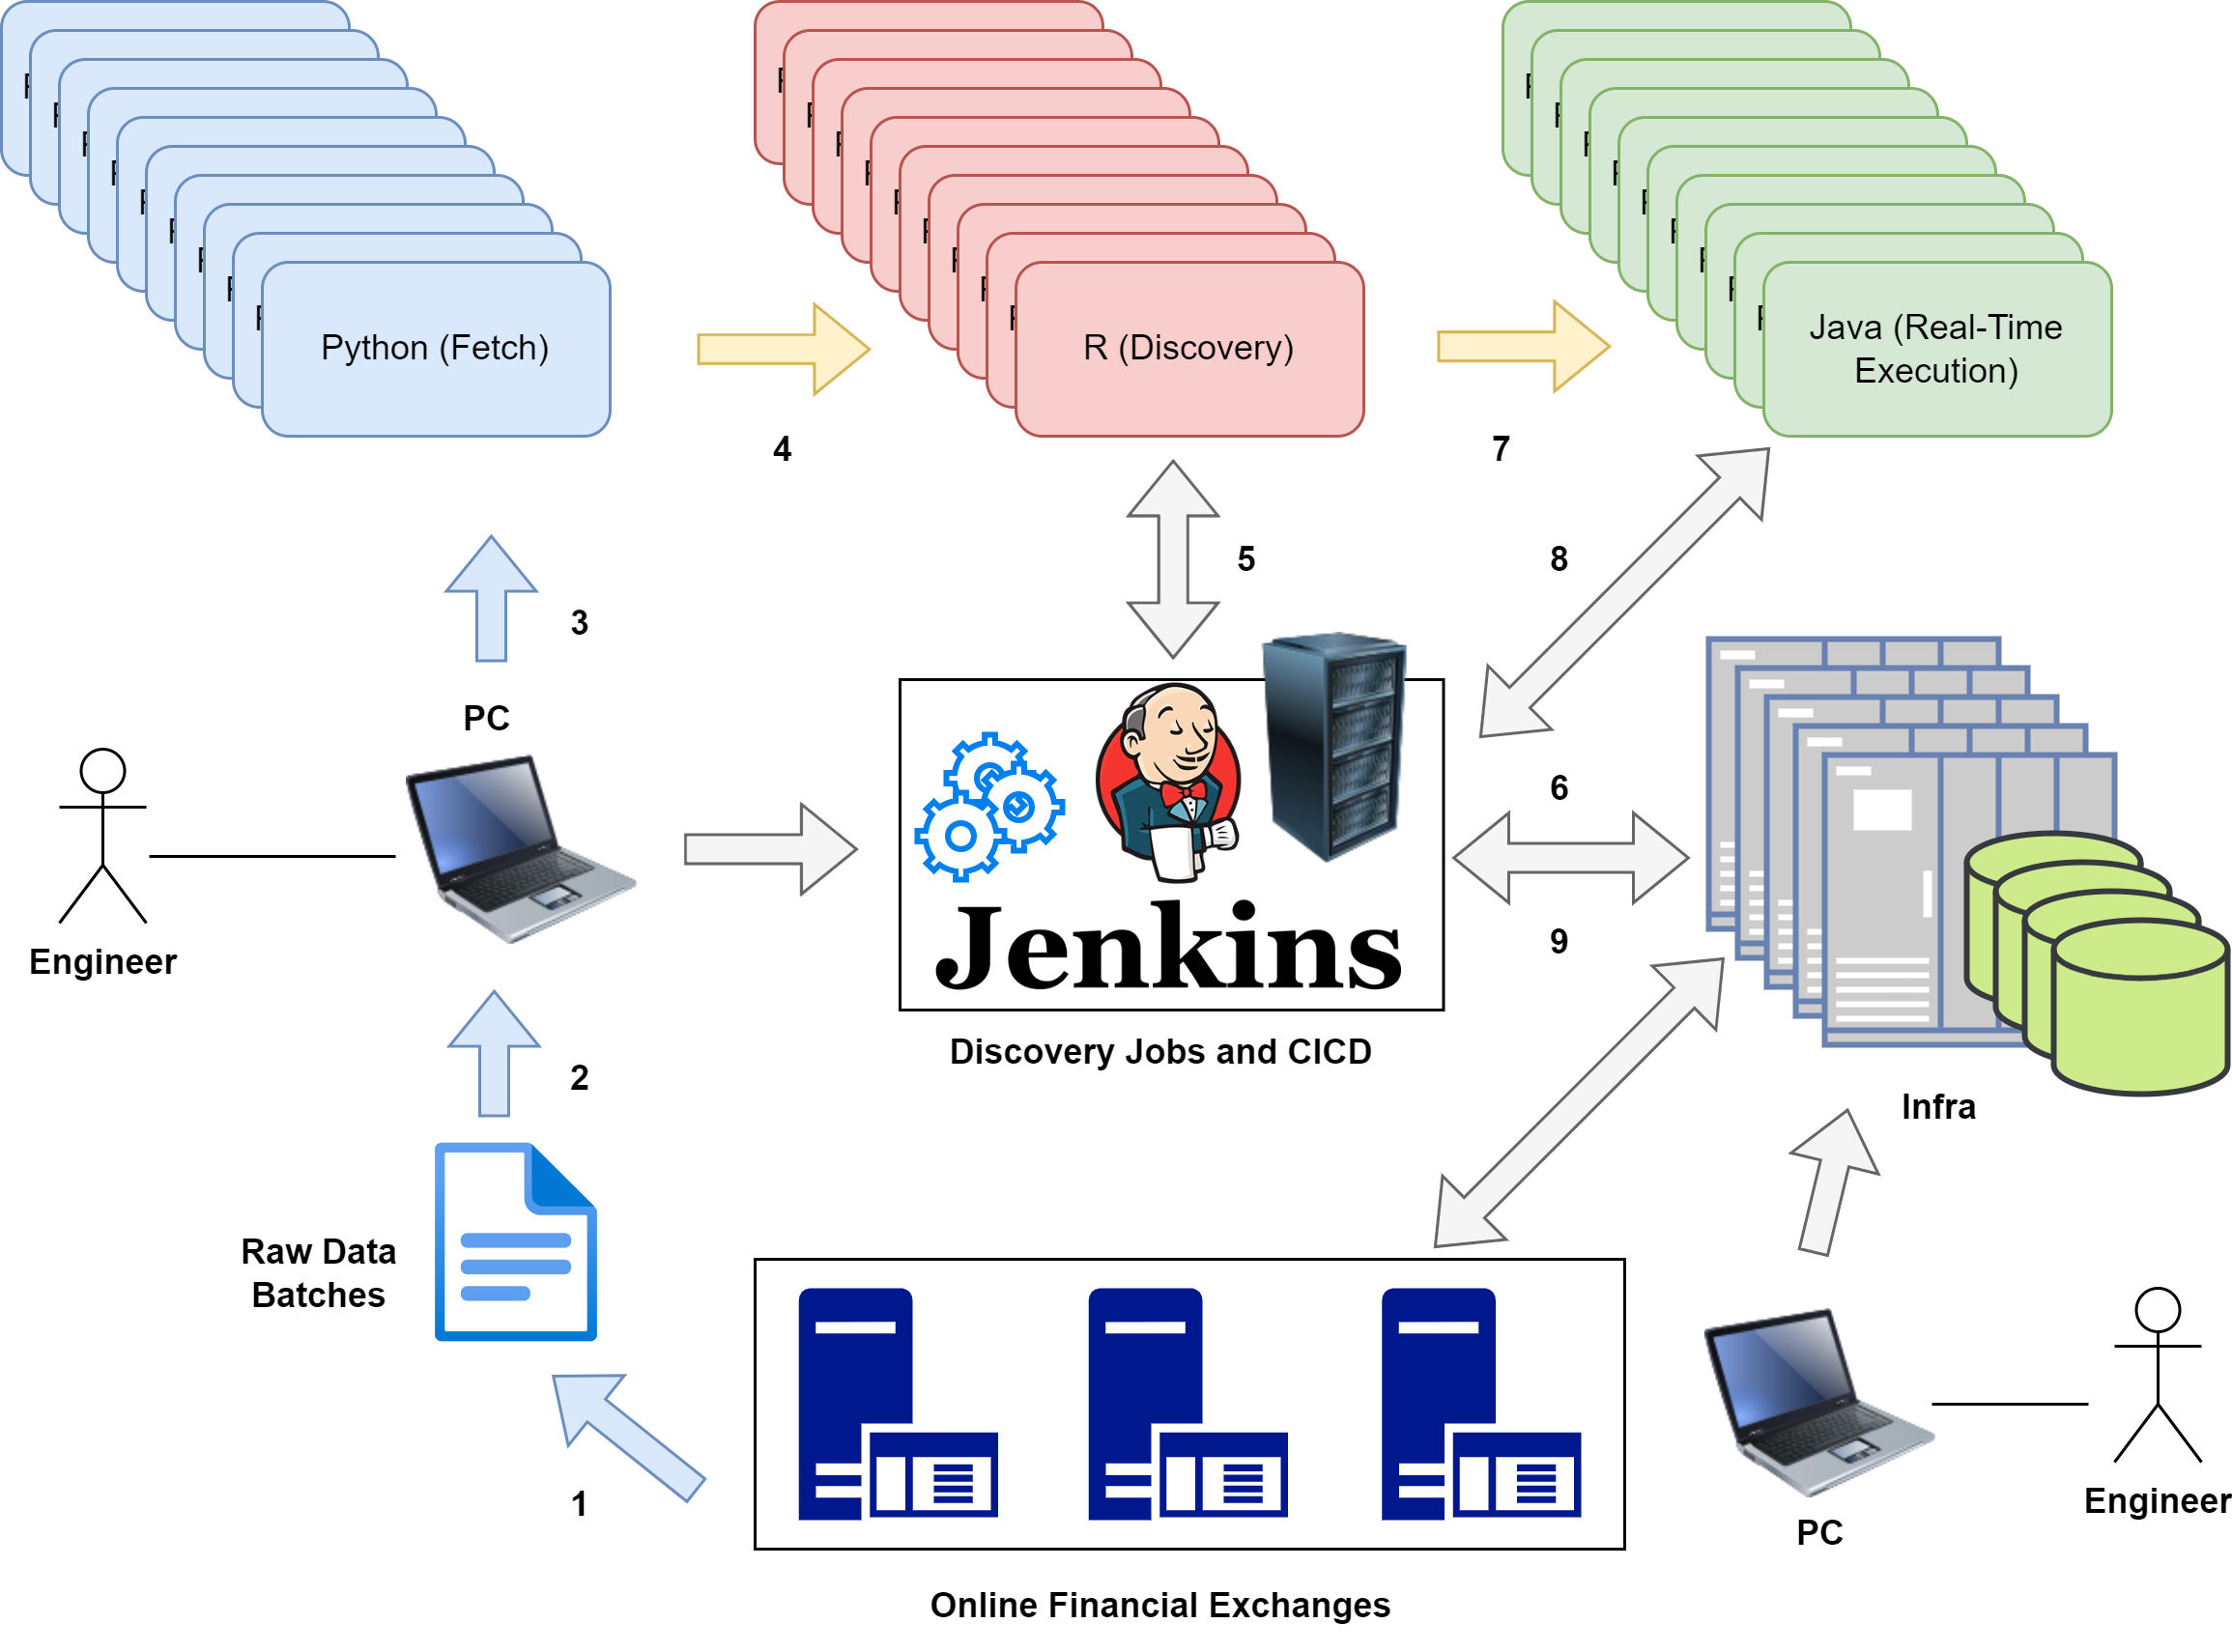 Python (Fetch)
R (Discovery)
Java (Real-Time
Execution)
4
7
5
8
3
PC
6
Engineer
9
Jenkins
Discovery Jobs and CICD
2
Infra
Raw Data
Batches
1
Engineer
PC
Online Financial Exchanges